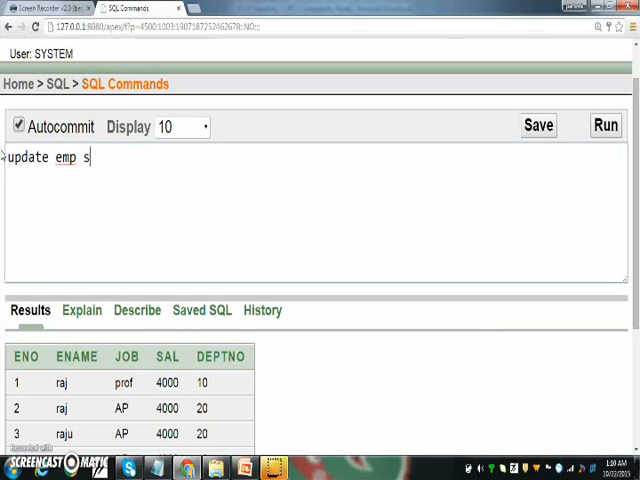 Screen Recorder v2.0 [bes
SQL Commands
127.0.0.1:8080/apex/f?p=4500:1003:1907187252462678::NO:::
User: SYSTEM
Home > SQL > SQL Commands
Autocommit Display 10 Save Run
update emp s
Results Explain Describe Saved SQL History
ENO ENAME JOB SAL DEPTNO
1 raj prof 4000 10
2 raj AP 4000 20
3 raju AP 4000 20
Recorded with
SCREENCAST MATIC
1:10 AM
10/22/2015